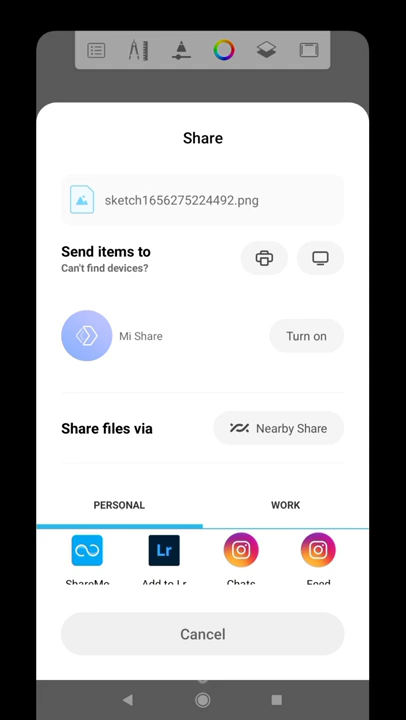 Share
sketch1656275224492.png
Send items to
Can't find devices?
Mi Share
Turn on
Share files via
Nearby Share
PERSONAL
WORK
Lr
ShareMe
Add to Lr
Chats
Feed
Cancel